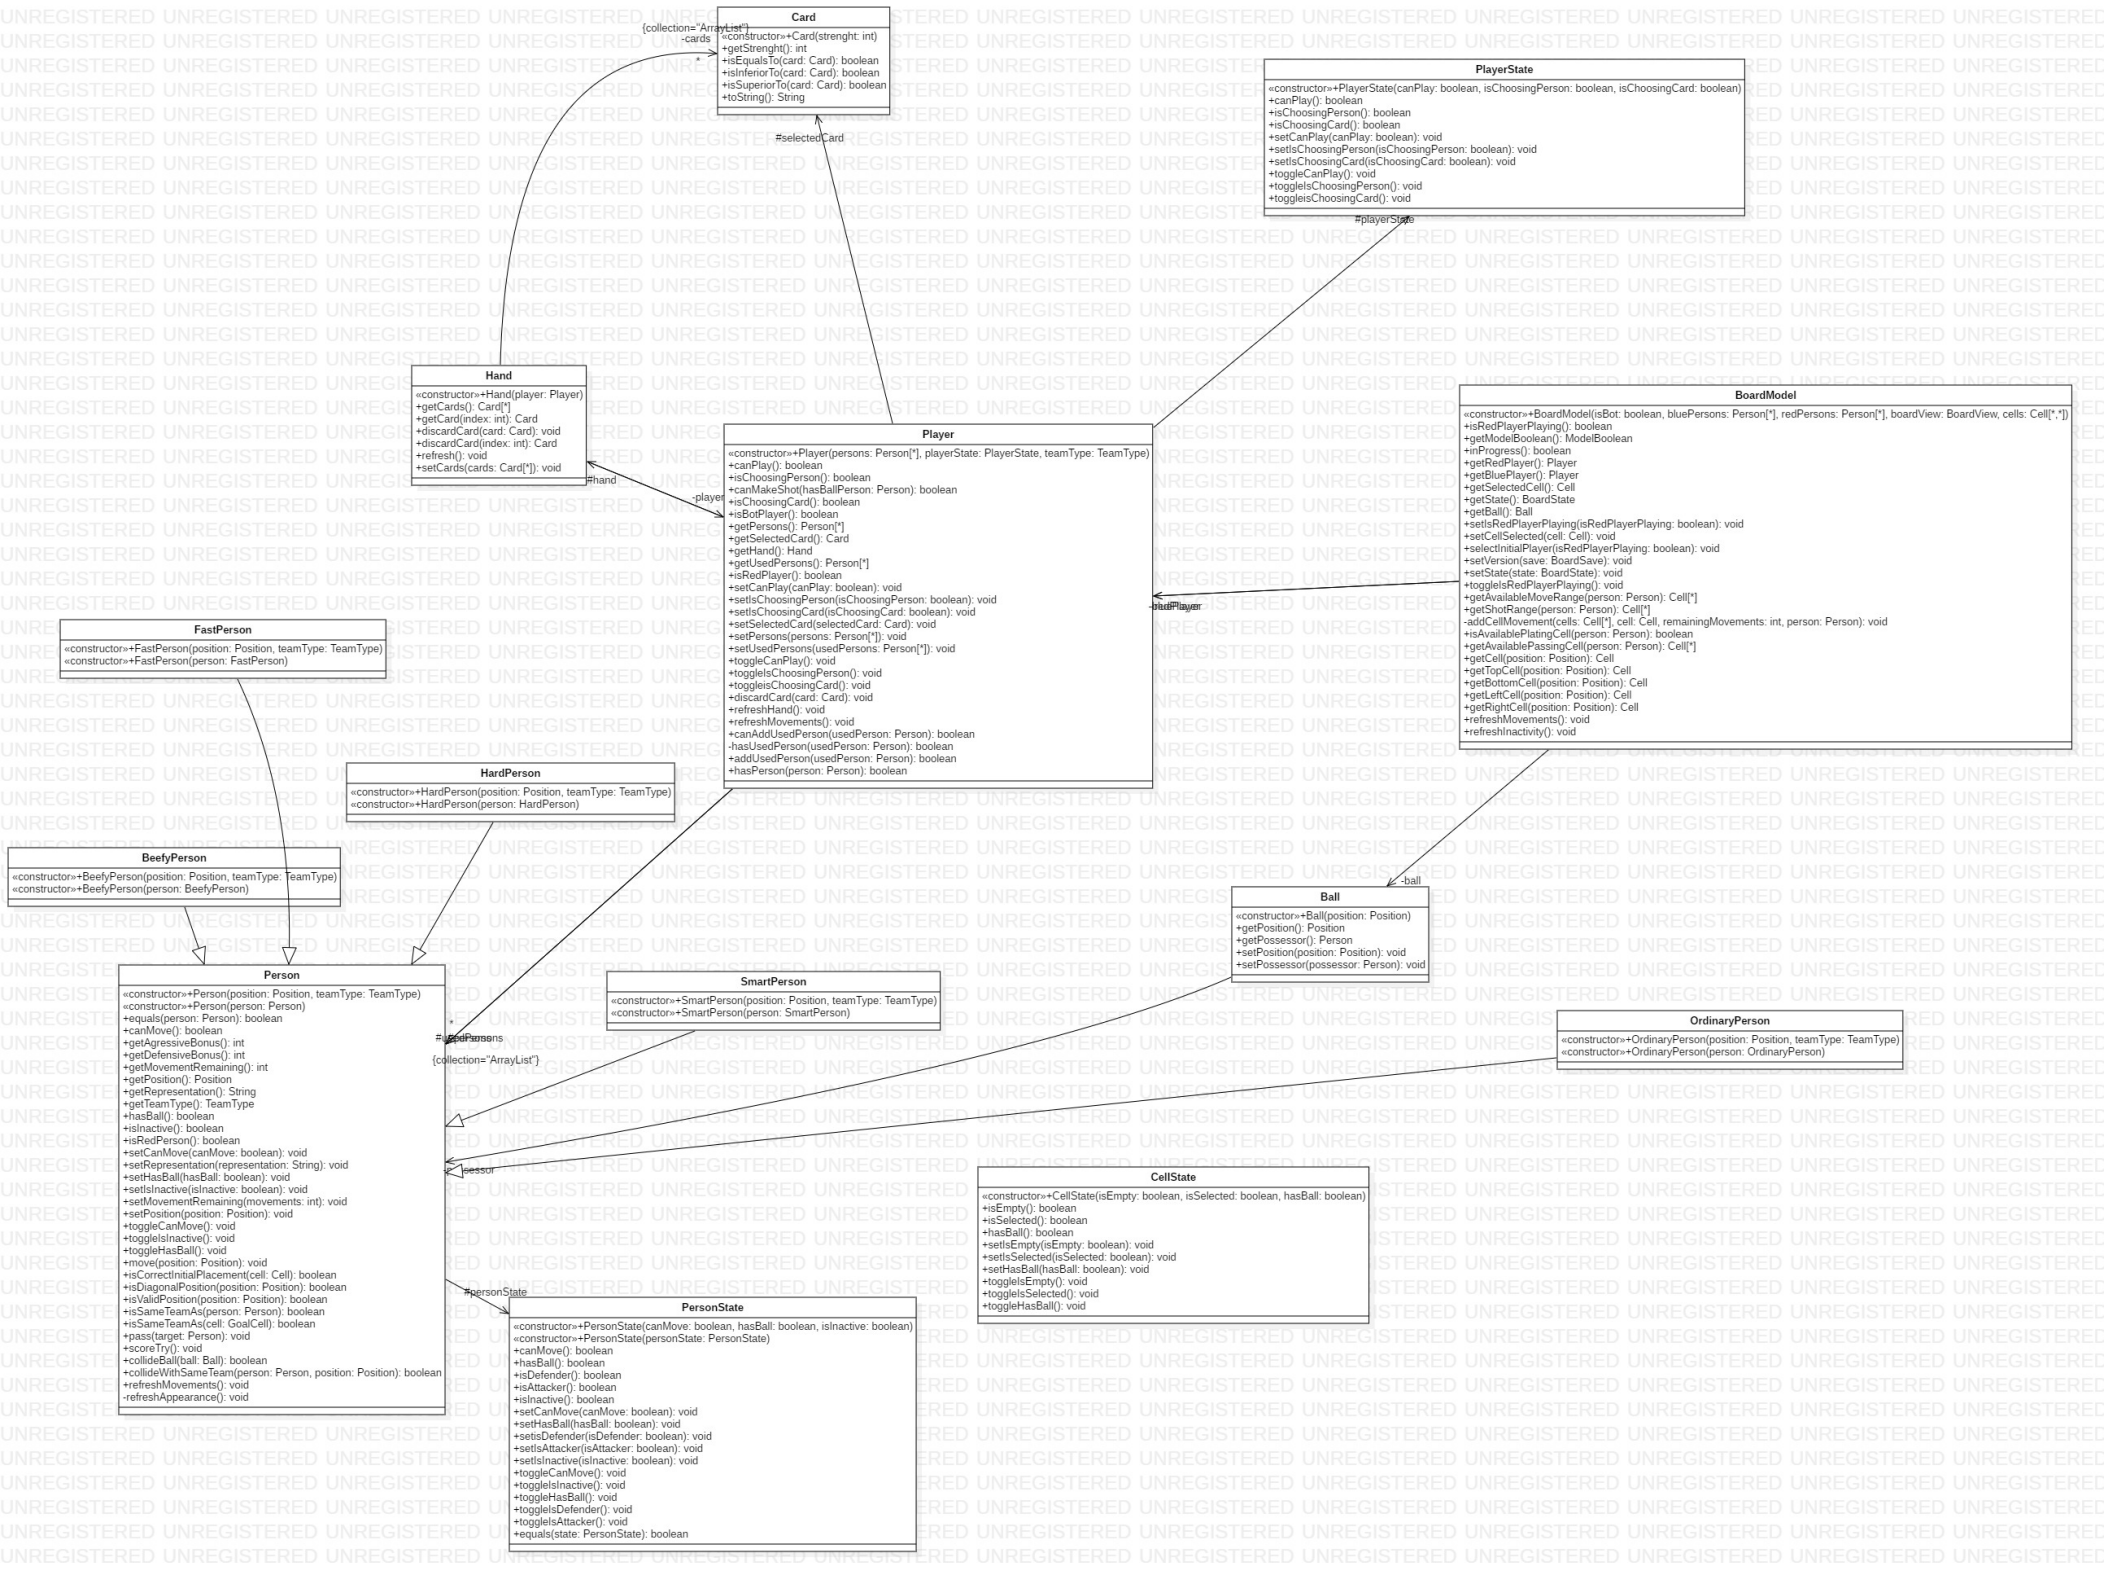 Card
«constructor»+Card(strenght: int)
+getStrenght(): int
+isEqualsTo(card: Card): boolean
+isInferiorTo(card: Card): boolean
+isSuperiorTo(card: Card): boolean
+toString(): String
{collection="ArrayList"}
-cards
*
#selectedCard
PlayerState
«constructor»+PlayerState(canPlay: boolean, isChoosingPerson: boolean, isChoosingCard: boolean)
+canPlay(): boolean
+isChoosingPerson(): boolean
+isChoosingCard(): boolean
+setCanPlay(canPlay: boolean): void
+setIsChoosingPerson(isChoosingPerson: boolean): void
+setIsChoosingCard(isChoosingCard: boolean): void
+toggleCanPlay(): void
+toggleIsChoosingPerson(): void
+toggleisChoosingCard(): void
#playerState
Hand
«constructor»+Hand(player: Player)
+getCards(): Card[*]
+getCard(index: int): Card
+discardCard(card: Card): void
+discardCard(index: int): Card
+refresh(): void
+setCards(cards: Card[*]): void
#hand
-player
Player
«constructor»+Player(persons: Person[*], playerState: PlayerState, teamType: TeamType)
+canPlay(): boolean
+isChoosingPerson(): boolean
+canMakeShot(hasBallPerson: Person): boolean
+isChoosingCard(): boolean
+isBotPlayer(): boolean
+getPersons(): Person[*]
+getSelectedCard(): Card
+getHand(): Hand
+getUsedPersons(): Person[*]
+isRedPlayer(): boolean
+setCanPlay(canPlay: boolean): void
+setIsChoosingPerson(isChoosingPerson: boolean): void
+setIsChoosingCard(isChoosingCard: boolean): void
+setSelectedCard(selectedCard: Card): void
+setPersons(persons: Person[*]): void
+setUsedPersons(usedPersons: Person[*]): void
+toggleCanPlay(): void
+toggleIsChoosingPerson(): void
+toggleisChoosingCard(): void
+discardCard(card: Card): void
+refreshHand(): void
+refreshMovements(): void
+canAddUsedPerson(usedPerson: Person): boolean
-hasUsedPerson(usedPerson: Person): boolean
+addUsedPerson(usedPerson: Person): boolean
+hasPerson(person: Person): boolean
BoardModel
«constructor»+BoardModel(isBot: boolean, bluePersons: Person[*], redPersons: Person[*], boardView: BoardView, cells: Cell[*,*])
+isRedPlayerPlaying(): boolean
+getModelBoolean(): ModelBoolean
+inProgress(): boolean
+getRedPlayer(): Player
+getBluePlayer(): Player
+getSelectedCell(): Cell
+getState(): BoardState
+getBall(): Ball
+setIsRedPlayerPlaying(isRedPlayerPlaying: boolean): void
+setCellSelected(cell: Cell): void
+selectInitialPlayer(isRedPlayerPlaying: boolean): void
+setVersion(save: BoardSave): void
+setState(state: BoardState): void
+toggleIsRedPlayerPlaying(): void
+getAvailableMoveRange(person: Person): Cell[*]
+getShotRange(person: Person): Cell[*]
-addCellMovement(cells: Cell[*], cell: Cell, remainingMovements: int, person: Person): void
+isAvailablePlatingCell(person: Person): boolean
+getAvailablePassingCell(person: Person): Cell[*]
+getCell(position: Position): Cell
+getTopCell(position: Position): Cell
+getBottomCell(position: Position): Cell
+getLeftCell(position: Position): Cell
+getRightCell(position: Position): Cell
+refreshMovements(): void
+refreshInactivity(): void
FastPerson
«constructor»+FastPerson(position: Position, teamType: TeamType)
«constructor»+FastPerson(person: FastPerson)
HardPerson
«constructor»+HardPerson(position: Position, teamType: TeamType)
«constructor»+HardPerson(person: HardPerson)
BeefyPerson
«constructor»+BeefyPerson(position: Position, teamType: TeamType)
«constructor»+BeefyPerson(person: BeefyPerson)
-ball
Ball
«constructor»+Ball(position: Position)
+getPosition(): Position
+getPossessor(): Person
+setPosition(position: Position): void
+setPossessor(possessor: Person): void
Person
«constructor»+Person(position: Position, teamType: TeamType)
«constructor»+Person(person: Person)
+equals(person: Person): boolean
+canMove(): boolean
+getAgressiveBonus(): int
+getDefensiveBonus(): int
+getMovementRemaining(): int
+getPosition(): Position
+getRepresentation(): String
+getTeamType(): TeamType
+hasBall(): boolean
+isInactive(): boolean
+isRedPerson(): boolean
+setCanMove(canMove: boolean): void
+setRepresentation(representation: String): void
+setHasBall(hasBall: boolean): void
+setIsInactive(isInactive: boolean): void
+setMovementRemaining(movements: int): void
+setPosition(position: Position): void
+toggleCanMove(): void
+toggleIsInactive(): void
+toggleHasBall(): void
+move(position: Position): void
+isCorrectInitialPlacement(cell: Cell): boolean
+isDiagonalPosition(position: Position): boolean
+isValidPosition(position: Position): boolean
+isSameTeamAs(person: Person): boolean
+isSameTeamAs(cell: GoalCell): boolean
+pass(target: Person): void
+scoreTry(): void
+collideBall(ball: Ball): boolean
+collideWithSameTeam(person: Person, position: Position): boolean
+refreshMovements(): void
-refreshAppearance(): void
*
{collection="ArrayList"}
SmartPerson
«constructor»+SmartPerson(position: Position, teamType: TeamType)
«constructor»+SmartPerson(person: SmartPerson)
OrdinaryPerson
«constructor»+OrdinaryPerson(position: Position, teamType: TeamType)
«constructor»+OrdinaryPerson(person: OrdinaryPerson)
-possessor
CellState
«constructor»+CellState(isEmpty: boolean, isSelected: boolean, hasBall: boolean)
+isEmpty(): boolean
+isSelected(): boolean
+hasBall(): boolean
+setIsEmpty(isEmpty: boolean): void
+setIsSelected(isSelected: boolean): void
+setHasBall(hasBall: boolean): void
+toggleIsEmpty(): void
+toggleIsSelected(): void
+toggleHasBall(): void
#personState
PersonState
«constructor»+PersonState(canMove: boolean, hasBall: boolean, isInactive: boolean)
«constructor»+PersonState(personState: PersonState)
+canMove(): boolean
+hasBall(): boolean
+isDefender(): boolean
+isAttacker(): boolean
+isInactive(): boolean
+setCanMove(canMove: boolean): void
+setHasBall(hasBall: boolean): void
+setisDefender(isDefender: boolean): void
+setIsAttacker(isAttacker: boolean): void
+setIsInactive(isInactive: boolean): void
+toggleCanMove(): void
+toggleIsInactive(): void
+toggleHasBall(): void
+toggleIsDefender(): void
+toggleIsAttacker(): void
+equals(state: PersonState): boolean